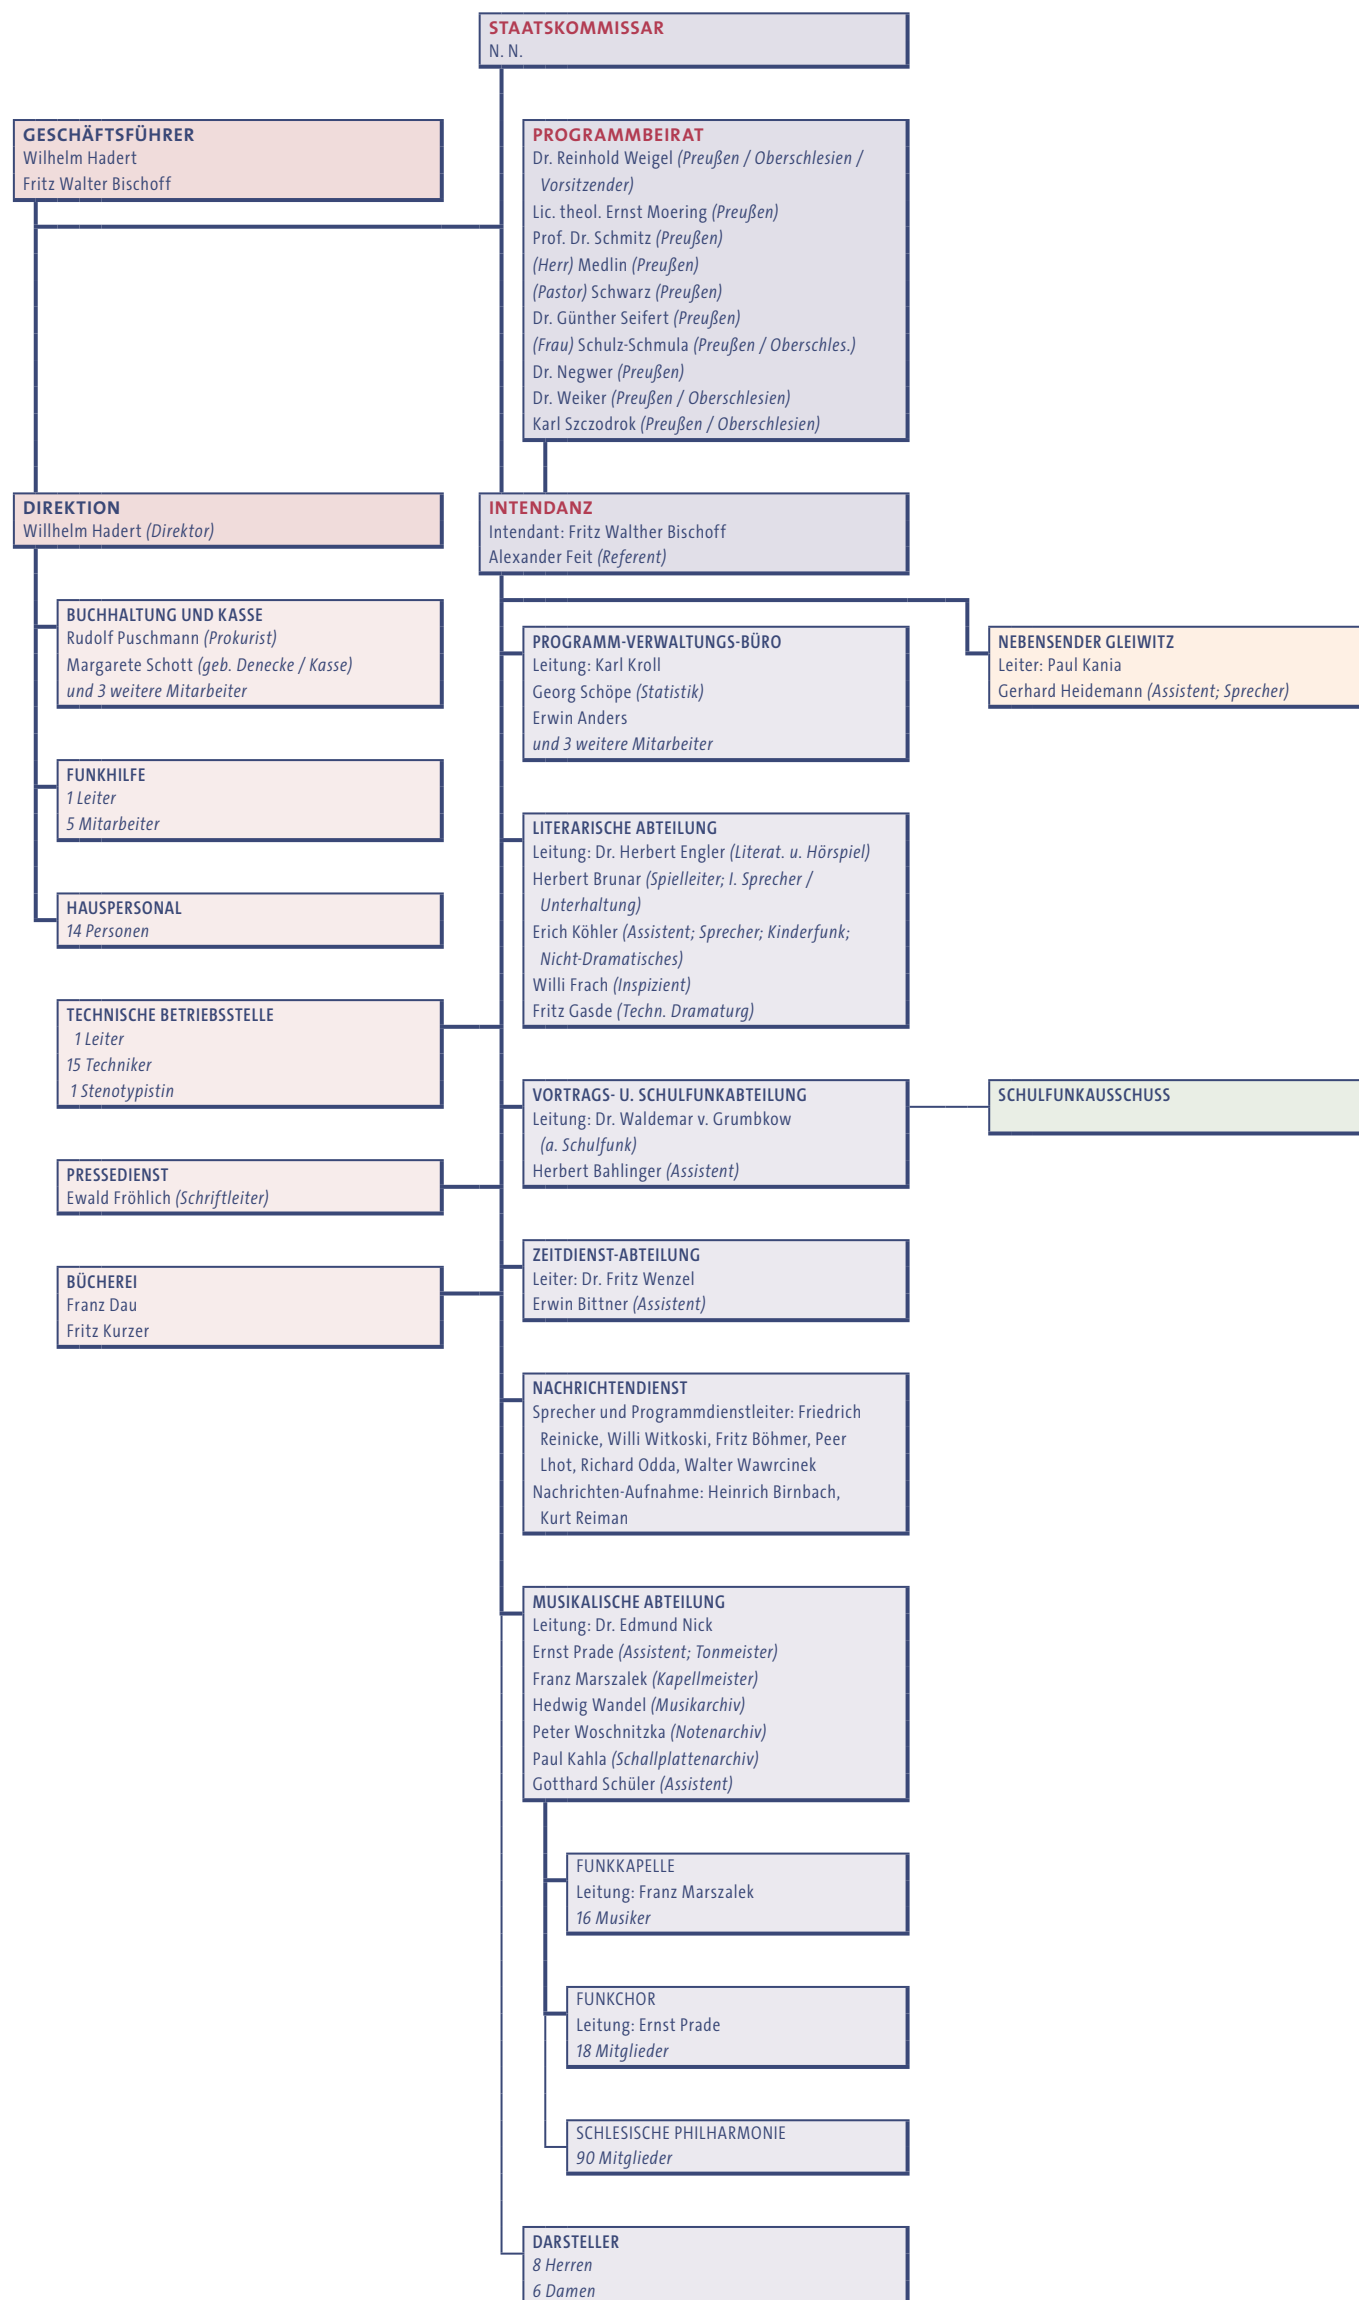 STAATSKOMMISSAR
N. N.
GESCHÄFTSFÜHRER
Wilhelm Hadert
Fritz Walter Bischoff
PROGRAMMBEIRAT
Dr. Reinhold Weigel (Preußen / Oberschlesien /
Vorsitzender)
Lic. theol. Ernst Moering (Preußen)
Prof. Dr. Schmitz (Preußen)
(Herr) Medlin (Preußen)
(Pastor) Schwarz (Preußen)
Dr. Günther Seifert (Preußen)
(Frau) Schulz-Schmula (Preußen / Oberschles.)
Dr. Negwer (Preußen)
Dr. Weiker (Preußen / Oberschlesien)
Karl Szczodrok (Preußen / Oberschlesien)
DIREKTION
Willhelm Hadert (Direktor)
INTENDANZ
Intendant: Fritz Walther Bischoff
Alexander Feit (Referent)
BUCHHALTUNG UND KASSE
Rudolf Puschmann (Prokurist)
Margarete Schott (geb. Denecke / Kasse)
und 3 weitere Mitarbeiter
PROGRAMM-VERWALTUNGS-BÜRO
Leitung: Karl Kroll
Georg Schöpe (Statistik)
Erwin Anders
und 3 weitere Mitarbeiter
NEBENSENDER GLEIWITZ
Leiter: Paul Kania
Gerhard Heidemann (Assistent; Sprecher)
FUNKHILFE
1 Leiter
5 Mitarbeiter
LITERARISCHE ABTEILUNG
Leitung: Dr. Herbert Engler (Literat. u. Hörspiel)
Herbert Brunar (Spielleiter; I. Sprecher /
Unterhaltung)
Erich Köhler (Assistent; Sprecher; Kinderfunk;
Nicht-Dramatisches)
Willi Frach (Inspizient)
Fritz Gasde (Techn. Dramaturg)
HAUSPERSONAL
14 Personen
TECHNISCHE BETRIEBSSTELLE
1 Leiter
15 Techniker
1 Stenotypistin
VORTRAGS- U. SCHULFUNKABTEILUNG
Leitung: Dr. Waldemar v. Grumbkow
(a. Schulfunk)
Herbert Bahlinger (Assistent)
SCHULFUNKAUSSCHUSS
PRESSEDIENST
Ewald Fröhlich (Schriftleiter)
ZEITDIENST-ABTEILUNG
Leiter: Dr. Fritz Wenzel
Erwin Bittner (Assistent)
BÜCHEREI
Franz Dau
Fritz Kurzer
NACHRICHTENDIENST
Sprecher und Programmdienstleiter: Friedrich
Reinicke, Willi Witkoski, Fritz Böhmer, Peer
Lhot, Richard Odda, Walter Wawrcinek
Nachrichten-Aufnahme: Heinrich Birnbach,
Kurt Reiman
MUSIKALISCHE ABTEILUNG
Leitung: Dr. Edmund Nick
Ernst Prade (Assistent; Tonmeister)
Franz Marszalek (Kapellmeister)
Hedwig Wandel (Musikarchiv)
Peter Woschnitzka (Notenarchiv)
Paul Kahla (Schallplattenarchiv)
Gotthard Schüler (Assistent)
FUNKKAPELLE
Leitung: Franz Marszalek
16 Musiker
FUNKCHOR
Leitung: Ernst Prade
18 Mitglieder
SCHLESISCHE PHILHARMONIE
90 Mitglieder
DARSTELLER
8 Herren
6 Damen